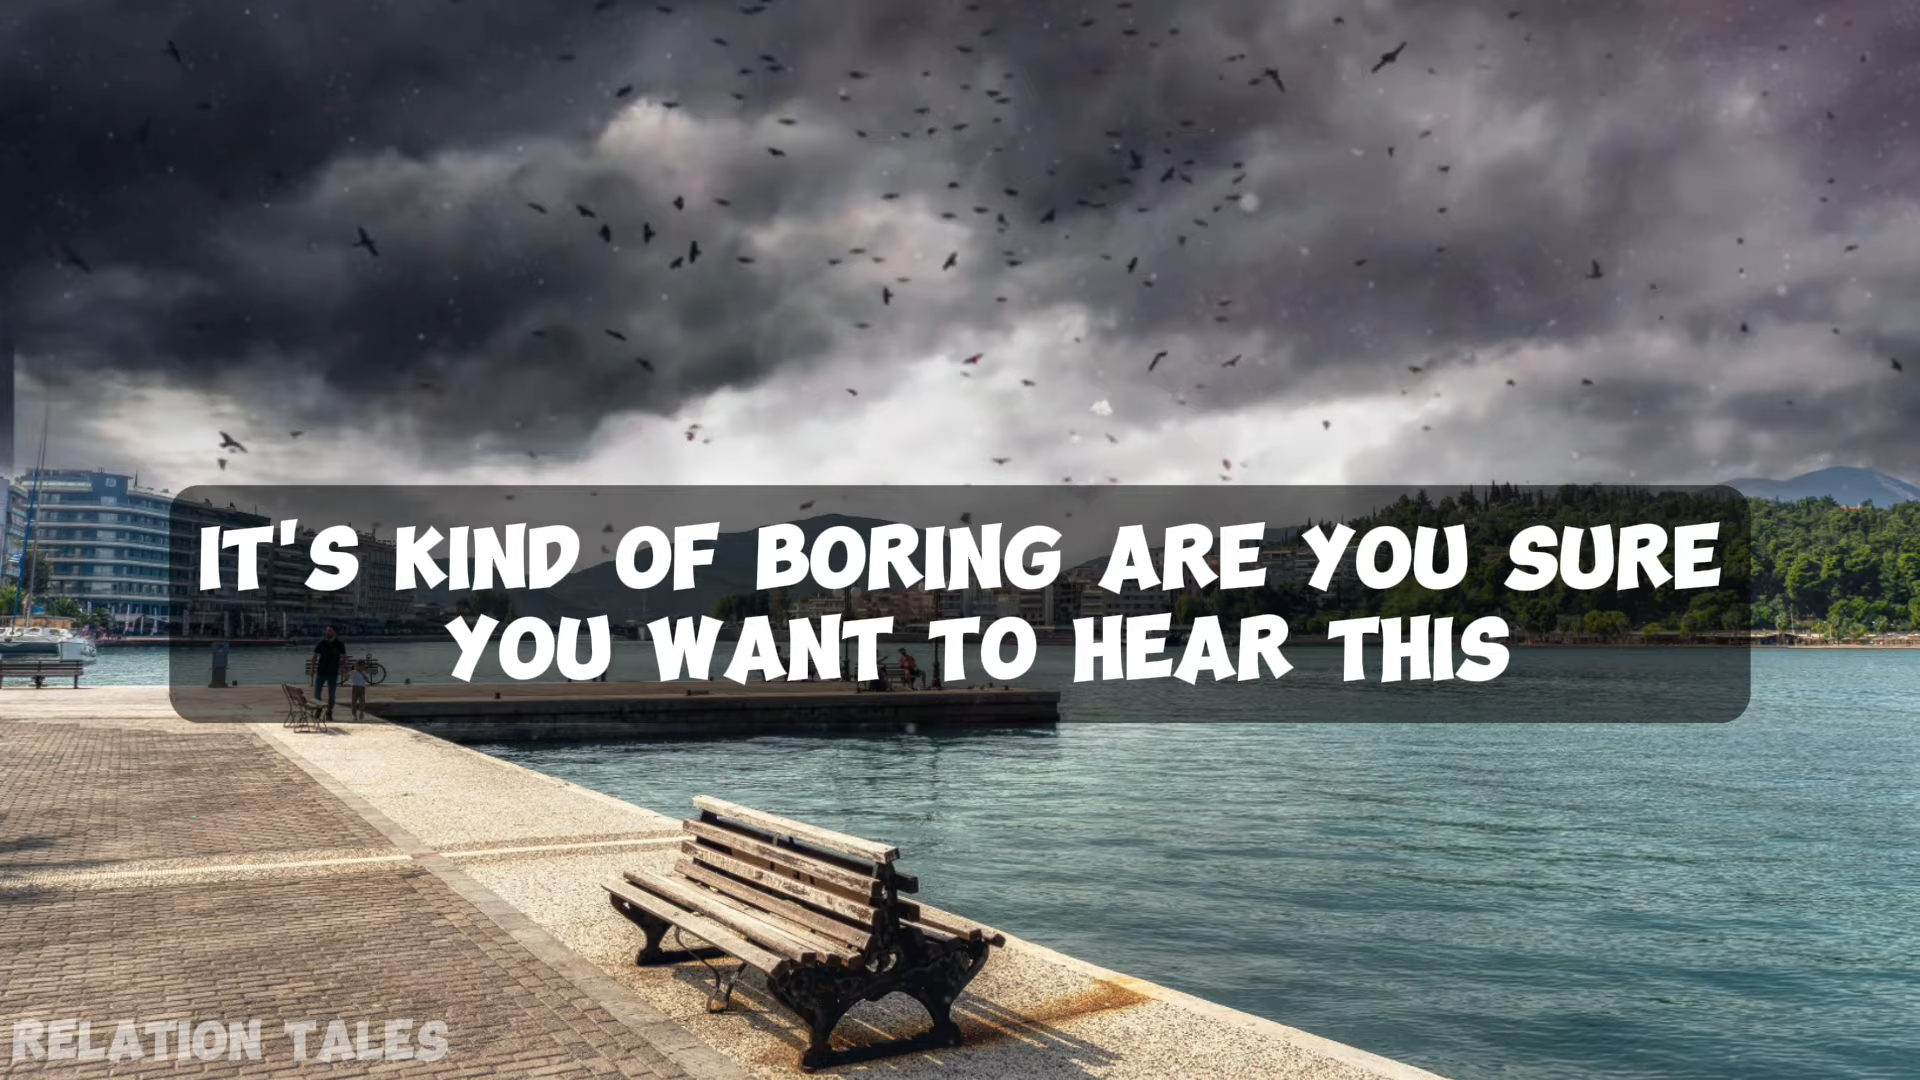 IT'S KIND OF BORING ARE YOU SURE
YOU WANT TO HEAR THIS
RELATION TALES